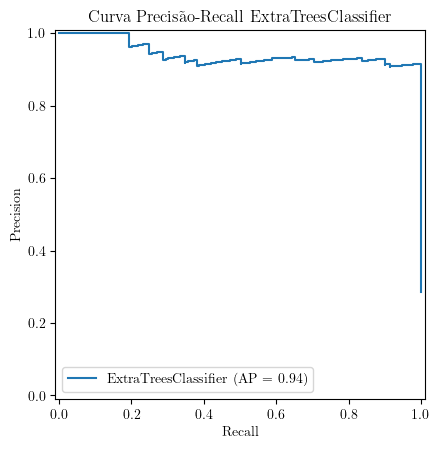 Curva Precisão-Recall ExtraTreesClassifier
1.0
0.8
0.6
0.4
0.2
0.0
Precision
ExtraTreesClassifier (AP = 0.94)
0.0 0.2 0.4 0.6 0.8 1.0
Recall